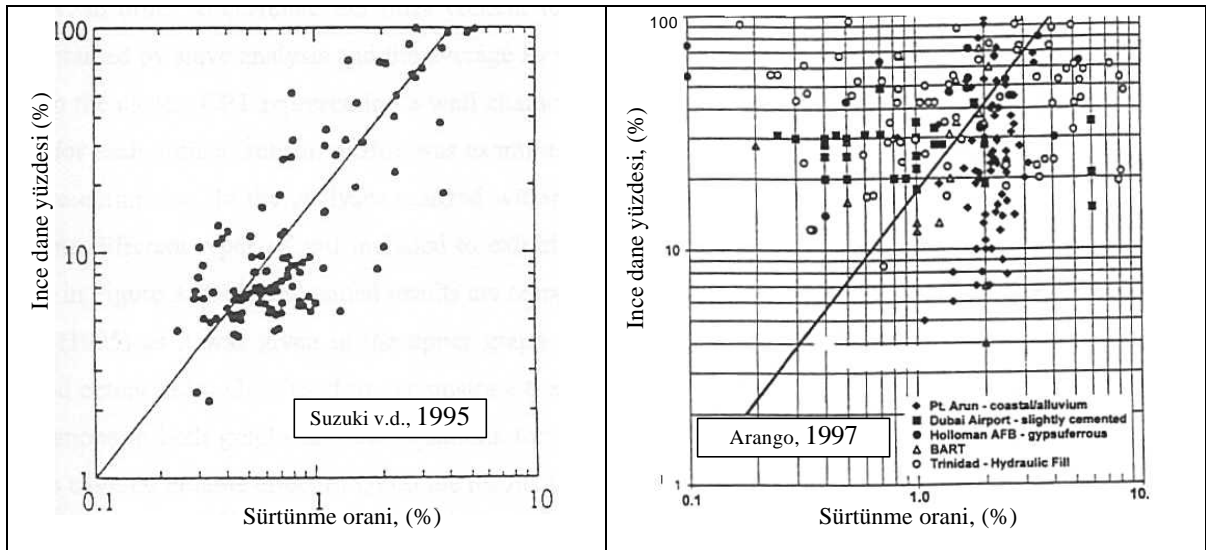 İnce dane yüzdesi, (%)
100
10
1
0.1
1
10
Sürtünme orani, (%)
Suzuki v.d., 1995
İnce dane yüzdesi, (%)
100
10
1
0.1
1.0
10.
Sürtünme orani, (%)
Arango, 1997
Pt. Arun - coastal/alluvium
Dubai Airport - slightly cemented
Holloman AFB - gypsuferrous
BART
Trinidad - Hydraulic Fill